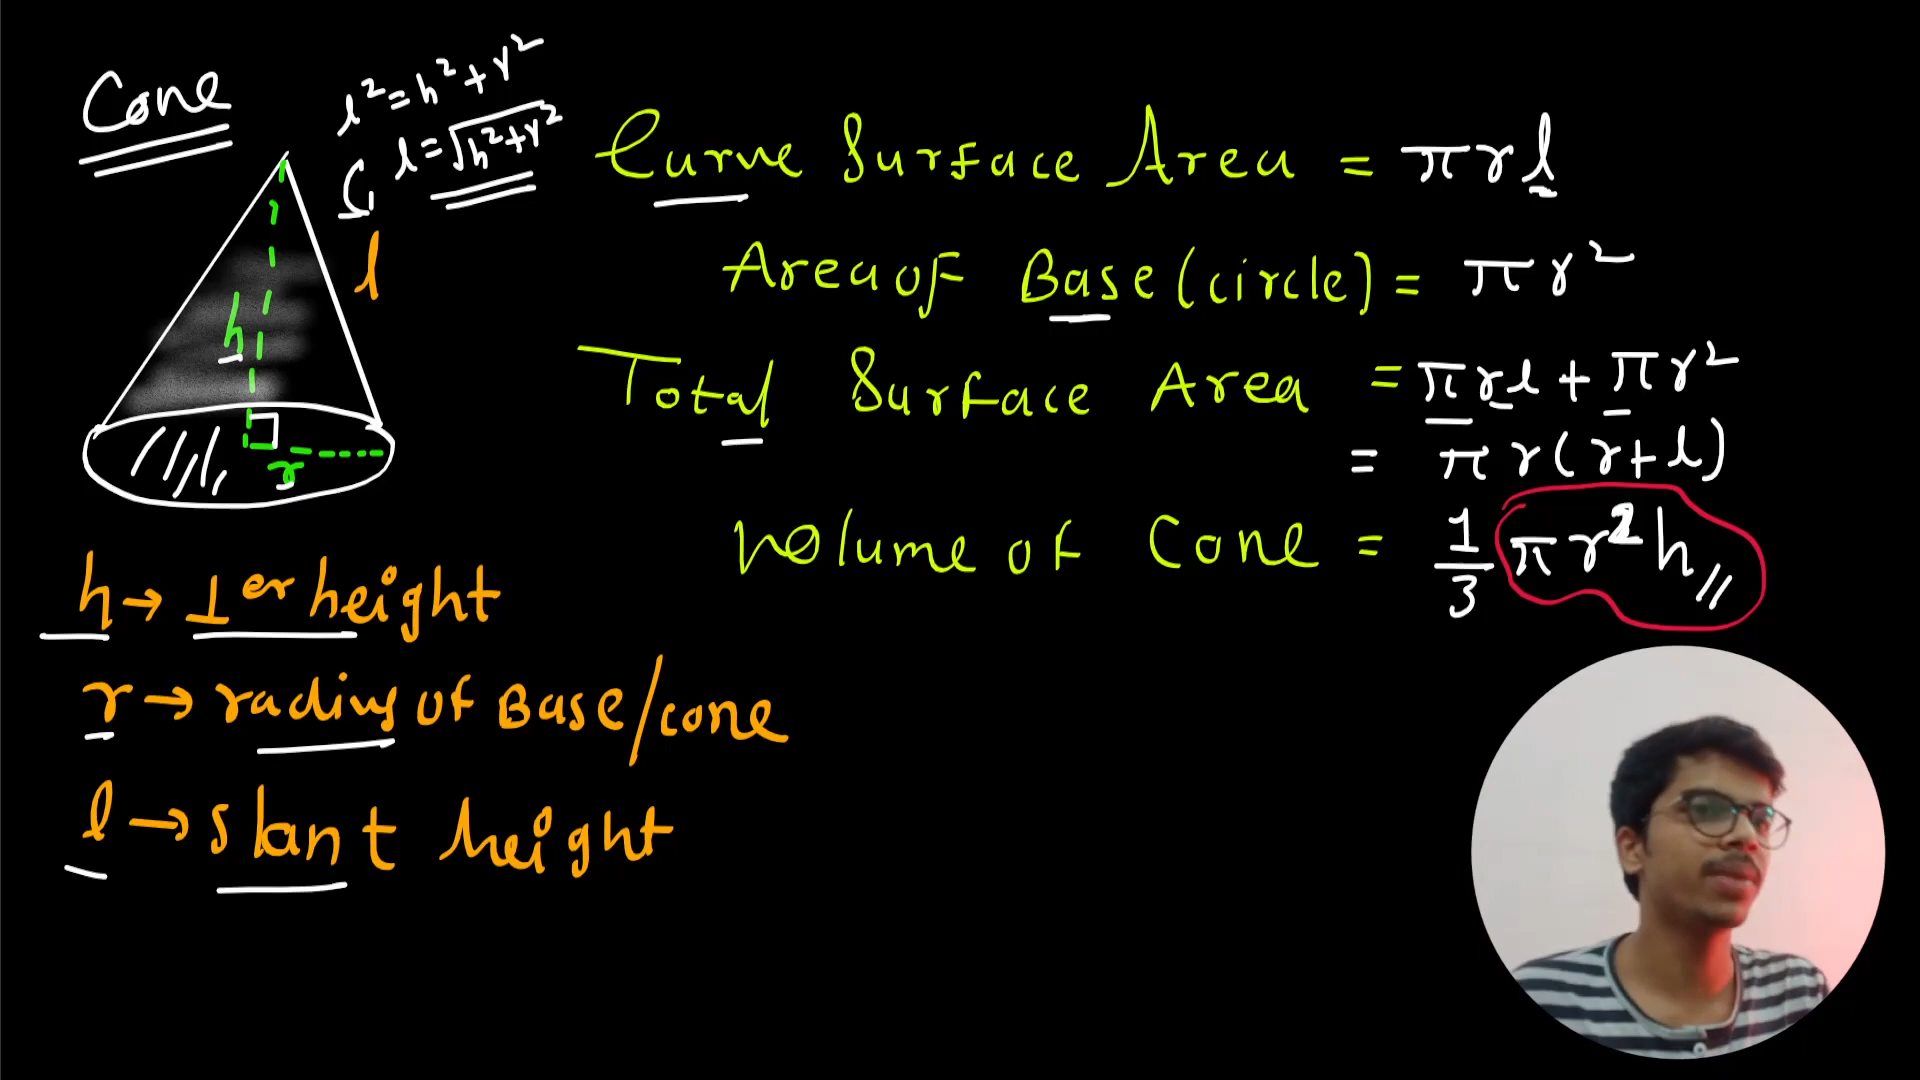 Cone
l² = h² + r²
l = √h² + r²
l
h
r
h → ⊥er height
r → radius of Base/cone
l → slant height
Curve Surface Area = πrl
Area of Base (circle) = πr²
Total Surface Area = πrl + πr²
= πr(r+l)
Volume of Cone = 1/3 πr²h